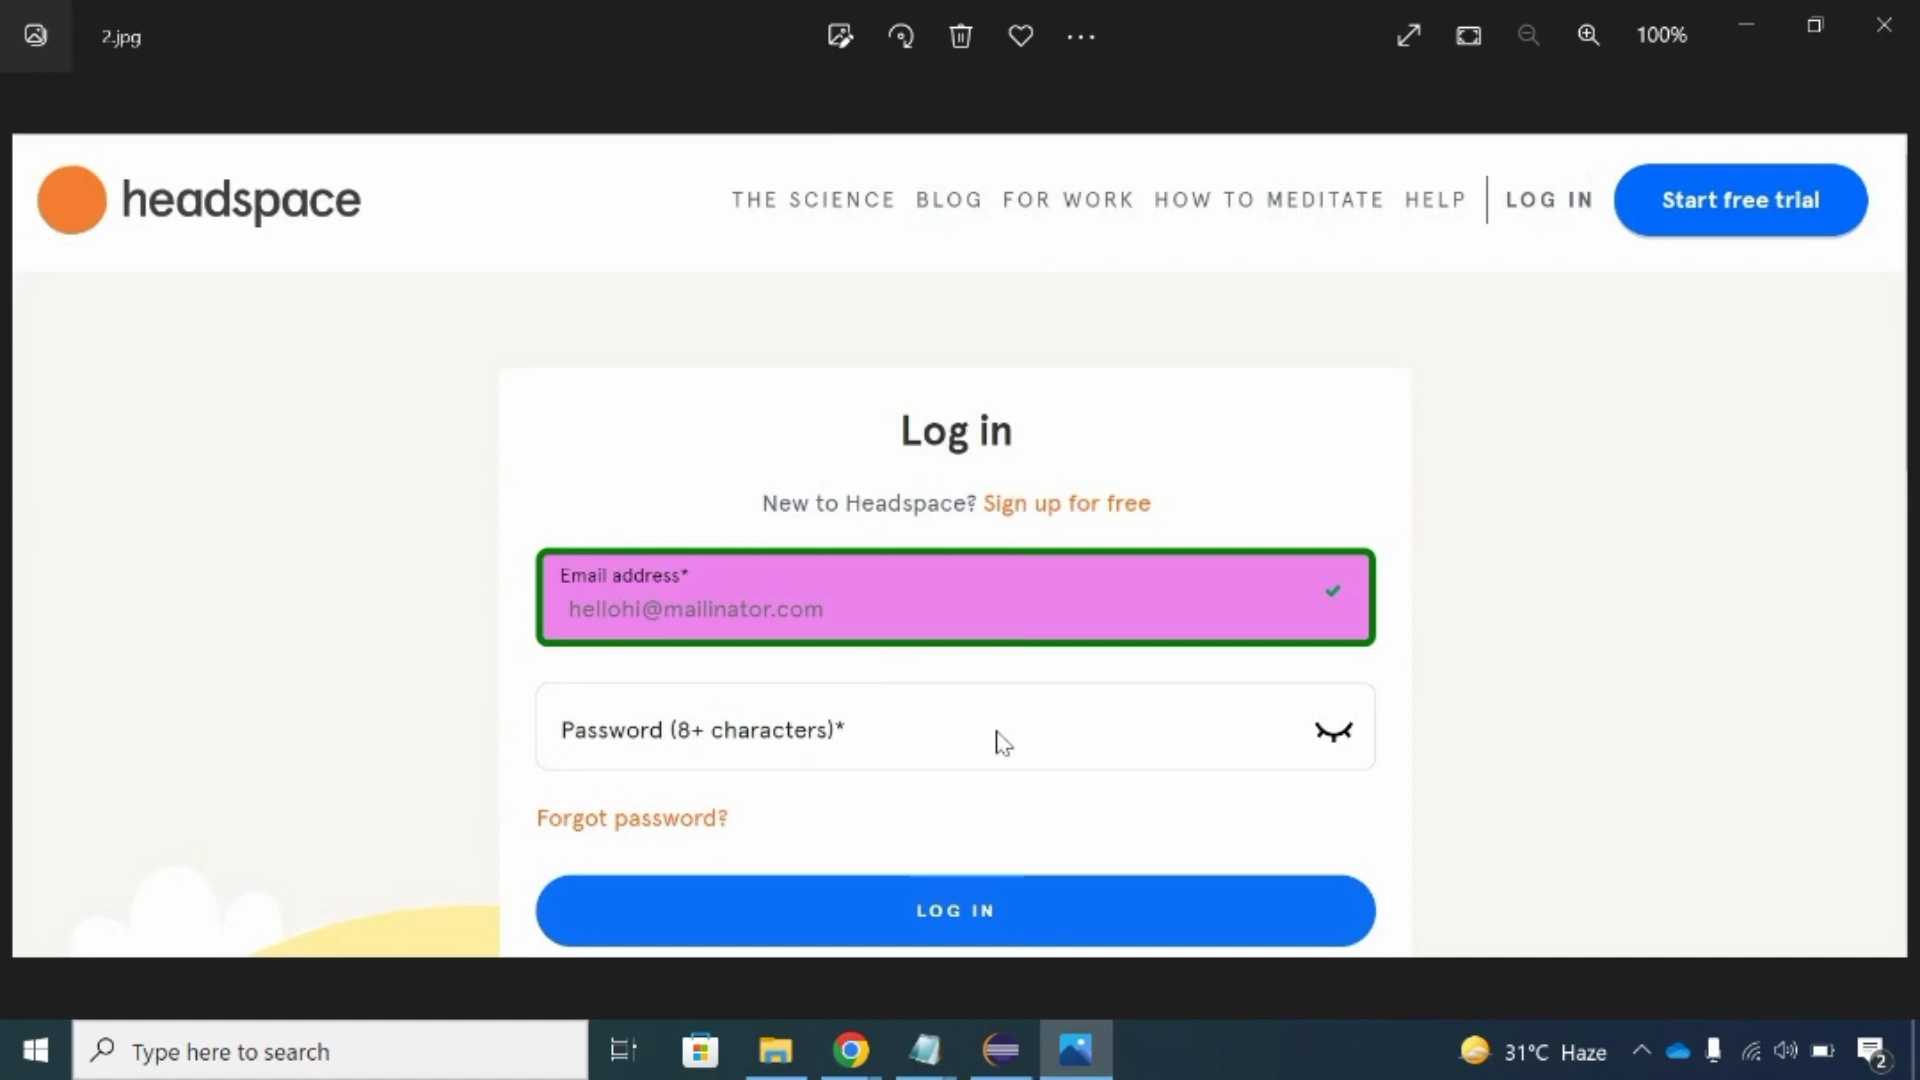 2.jpg
100%
headspace
THE SCIENCE BLOG FOR WORK HOW TO MEDITATE HELP LOG IN Start free trial
Log in
New to Headspace? Sign up for free
Email address*
hellohi@mailinator.com
Password (8+ characters)*
Forgot password?
LOG IN
Type here to search
31°C Haze
2